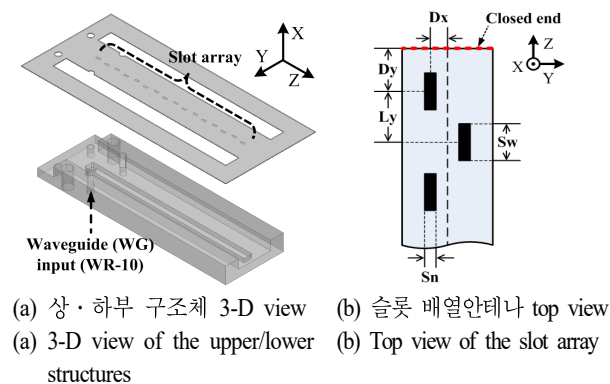 X
Y
Z
Slot array
Waveguide (WG)
input (WR-10)
Dx
Closed end
Dy
Z
X
Y
Ly
Sw
Sn
(a) 상 · 하부 구조체 3-D view
(a) 3-D view of the upper/lower
structures
(b) 슬롯 배열안테나 top view
(b) Top view of the slot array